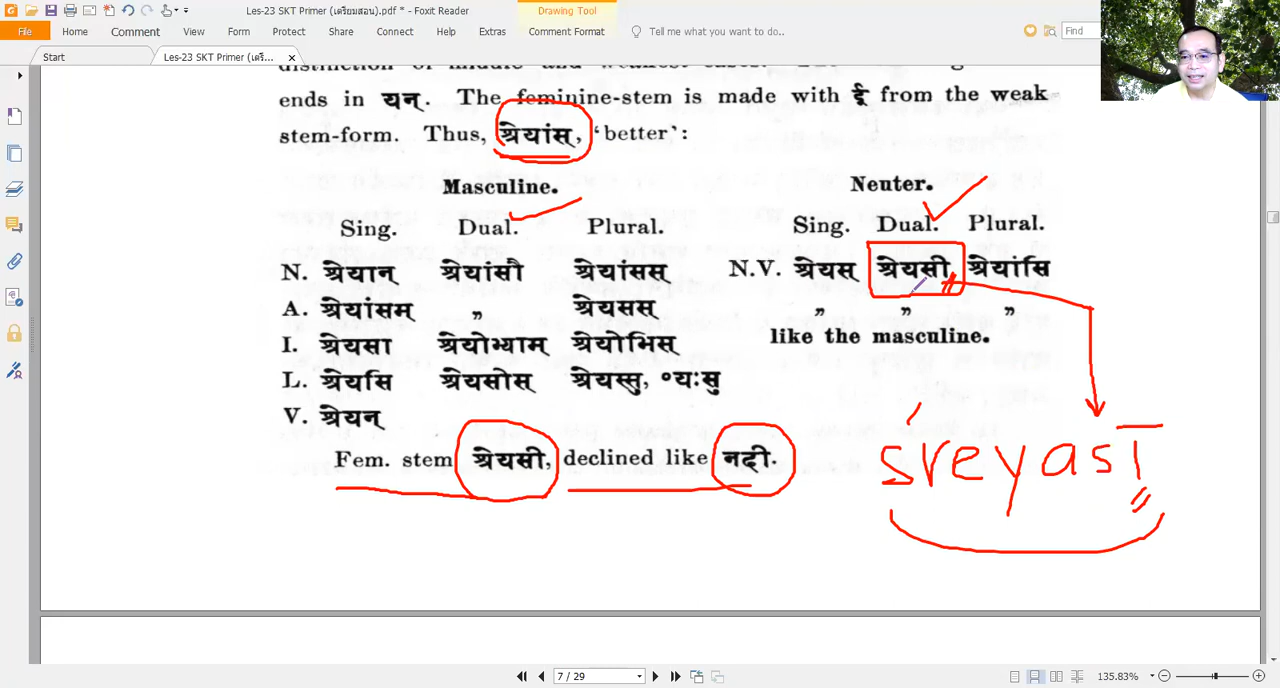 Les-23 SKT Primer (เตรียมสอน).pdf * - Foxit Reader
Drawing Tool
File Home Comment View Form Protect Share Connect Help Extras Comment Format Tell me what you want to do.. Find
Start Les-23 SKT Primer (เตรี... ×
ends in यन्. The feminine-stem is made with ई from the weak
stem-form. Thus, श्रेयांस्, ‘better’:
Masculine. Neuter.
Sing. Dual. Plural. Sing. Dual. Plural.
N. श्रेयान् श्रेयांसौ श्रेयांसस् N.V. श्रेयस् श्रेयसी श्रेयांसि
A. श्रेयांसम् „ श्रेयसस् „ „ „
I. श्रेयसा श्रेयोभ्याम् श्रेयोभिस् like the masculine.
L. श्रेयसि श्रेयसोस् श्रेयस्सु, ॰यःसु
V. श्रेयन्
Fem. stem श्रेयसी, declined like नदी.
śreyasī
7 / 29 135.83%